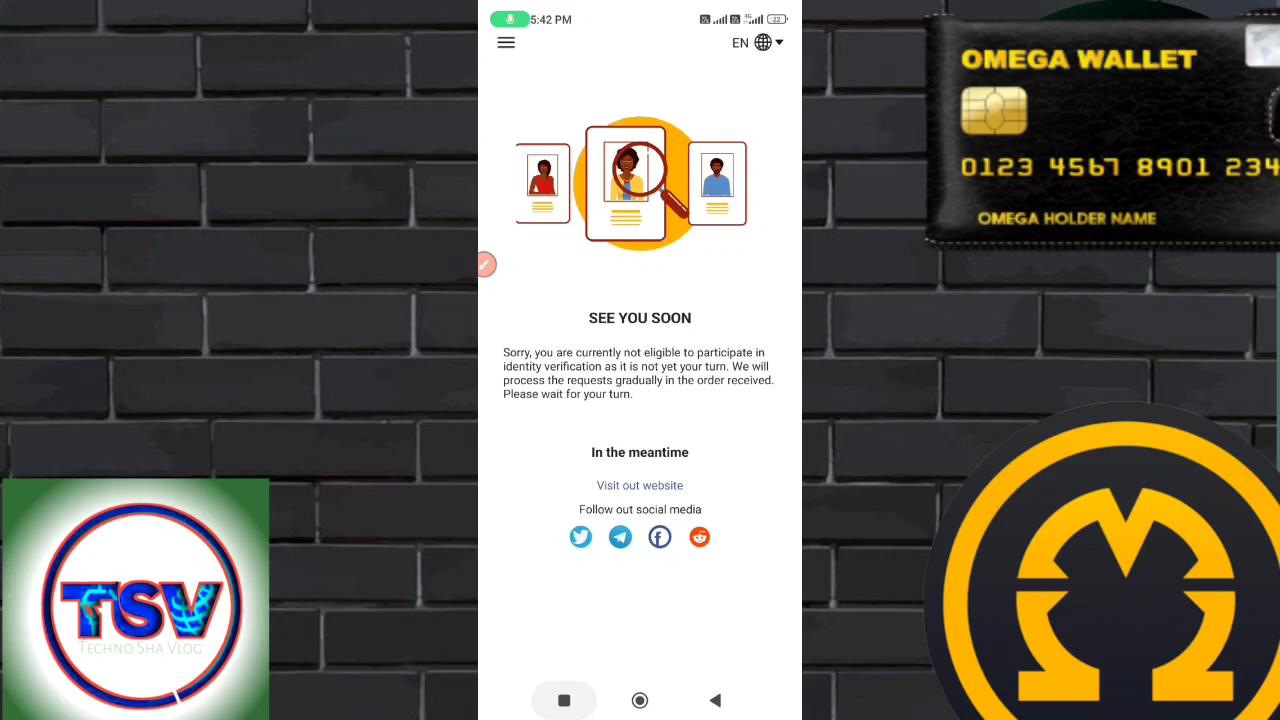 5:42 PM
4G
22
EN
SEE YOU SOON
Sorry, you are currently not eligible to participate in
identity verification as it is not yet your turn. We will
process the requests gradually in the order received.
Please wait for your turn.
In the meantime
Visit out website
Follow out social media
OMEGA WALLET
0123 4567 8901 234
OMEGA HOLDER NAME
TSV
TECHNO SHA VLOG